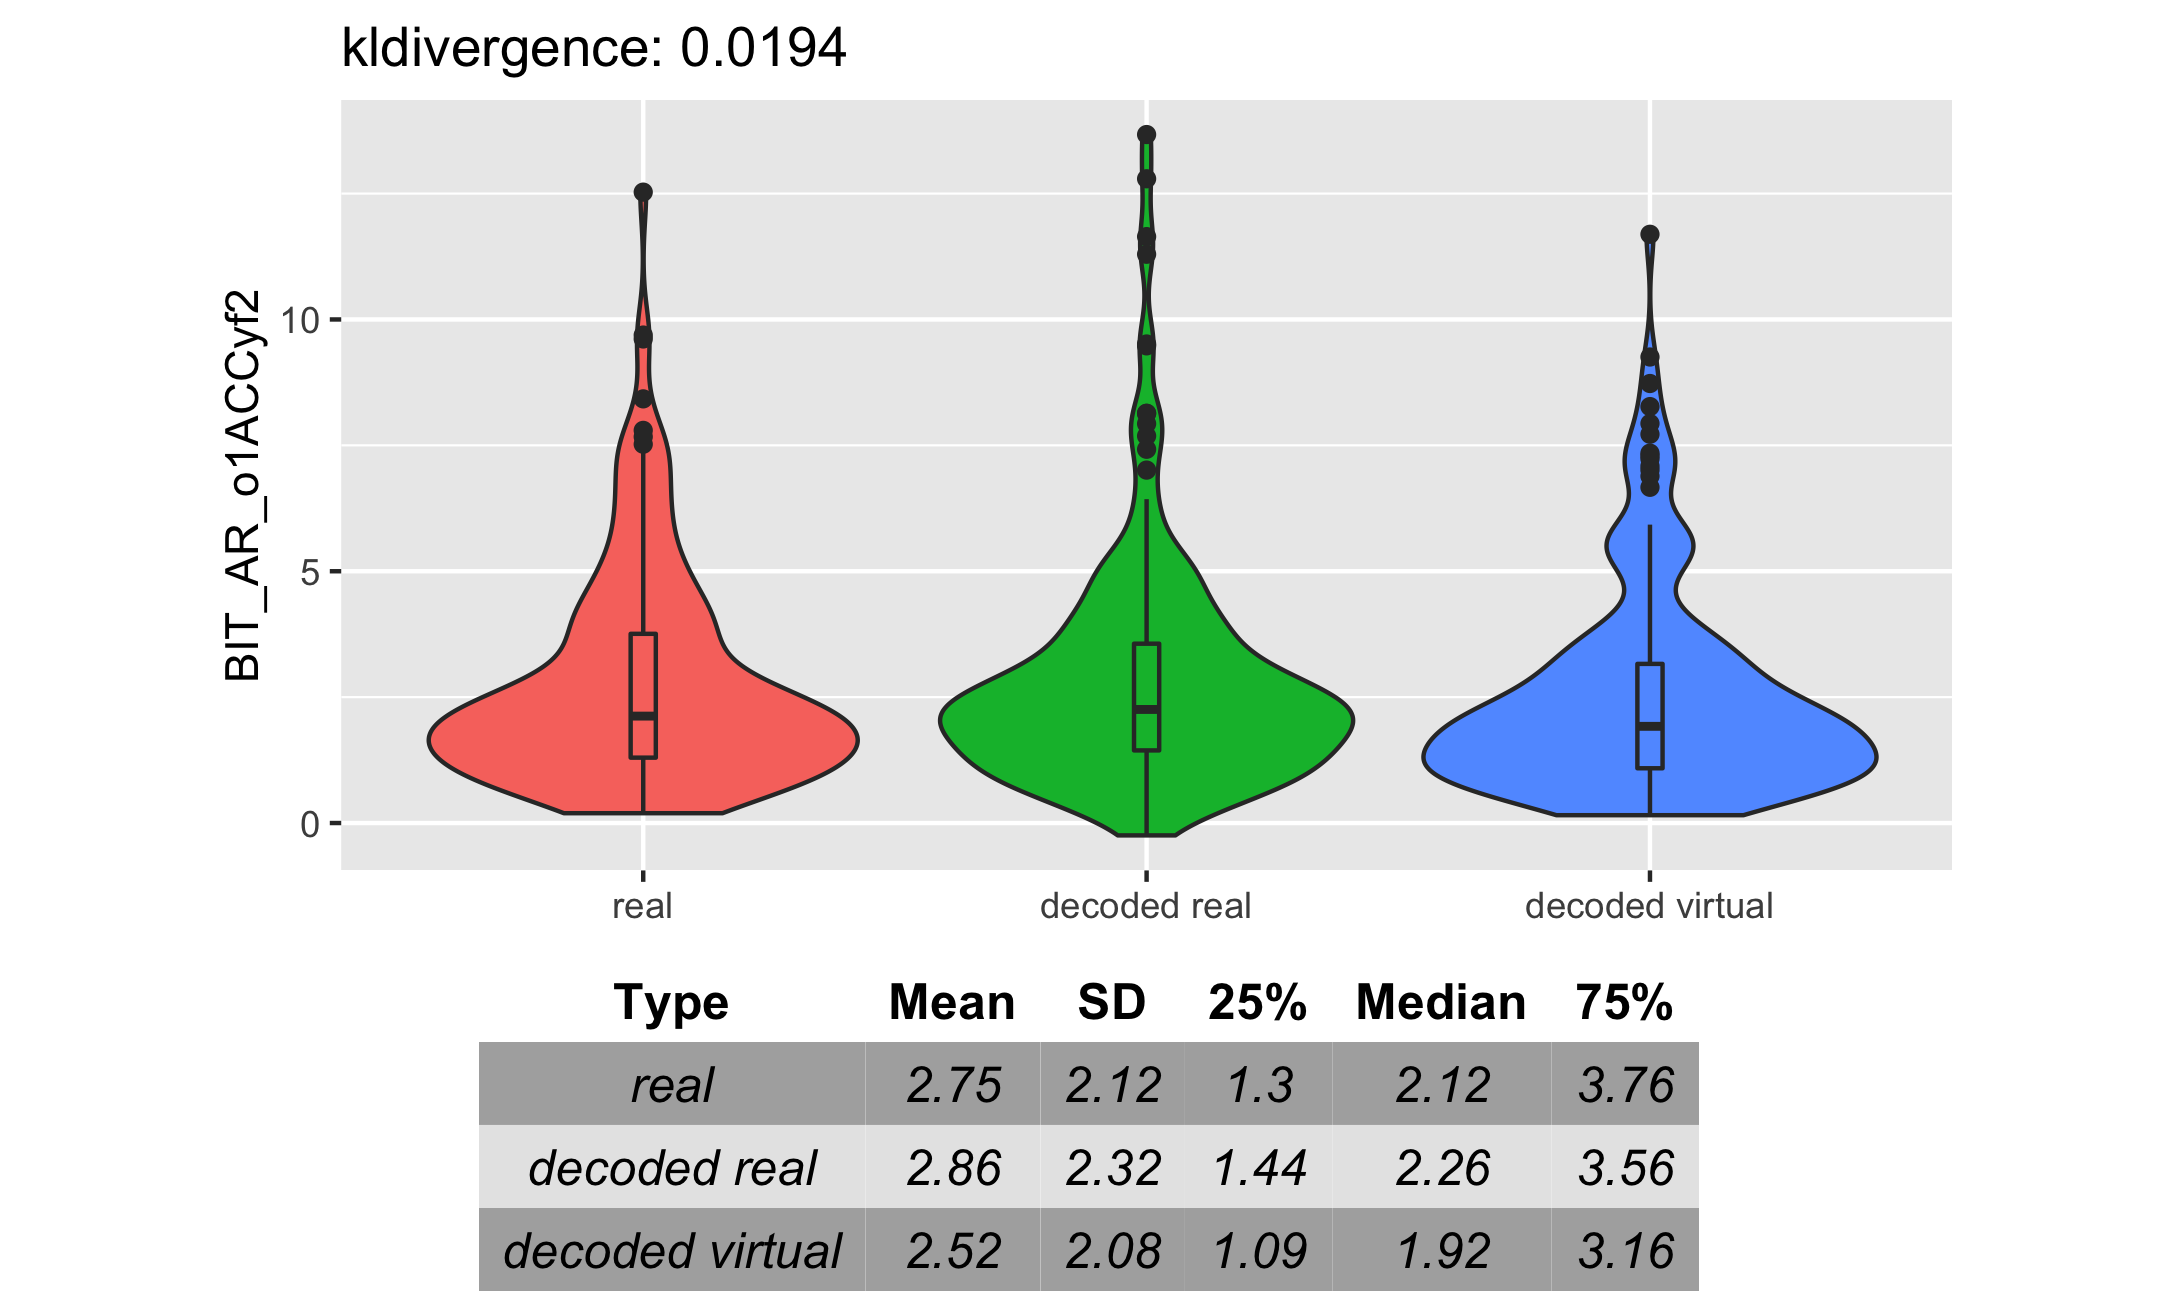 kldivergence: 0.0194
BIT_AR_o1ACCyf2
10
5
0
real decoded real decoded virtual
Type Mean SD 25% Median 75%
real 2.75 2.12 1.3 2.12 3.76
decoded real 2.86 2.32 1.44 2.26 3.56
decoded virtual 2.52 2.08 1.09 1.92 3.16